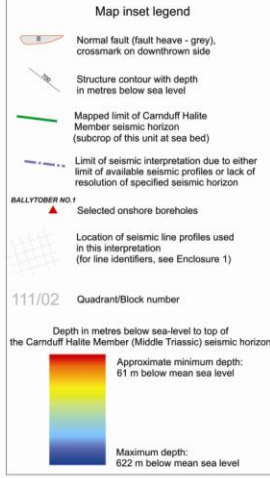 Map inset legend
Normal fault (fault heave - grey),
crossmark on downthrown side
700
Structure contour with depth
in metres below sea level
Mapped limit of Carnduff Halite
Member seismic horizon
(subcrop of this unit at sea bed)
Limit of seismic interpretation due to either
limit of available seismic profiles or lack of
resolution of specified seismic horizon
BALLYTOBER NO.1
Selected onshore boreholes
Location of seismic line profiles used
in this interpretation
(for line identifiers, see Enclosure 1)
111/02
Quadrant/Block number
Depth in metres below sea-level to top of
the Carnduff Halite Member (Middle Triassic) seismic horizon
Approximate minimum depth:
61 m below mean sea level
Maximum depth:
622 m below mean sea level